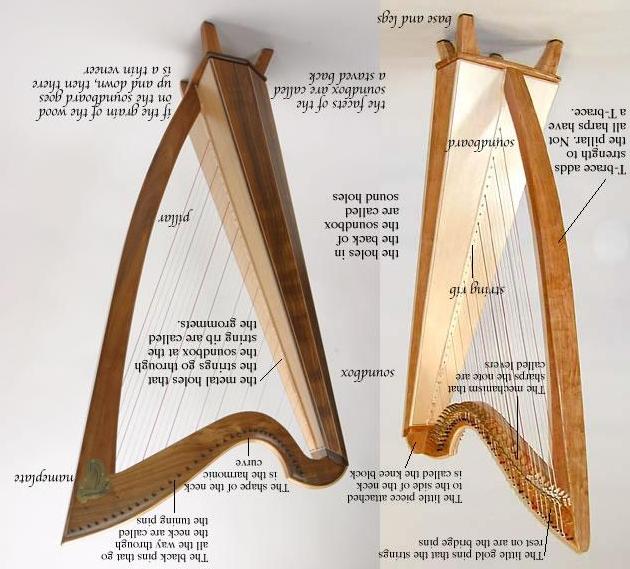 The little gold pins that the strings
rest on are the bridge pins
The black pins that go
all the way through
the neck are called
the tuning pins
The little piece attached
to the side of the neck
is called the knee block
The shape of the neck
is the harmonic
curve
nameplate
The mechanism that
sharps the note are
called levers
soundbox
the metal holes that
the strings go through
the soundbox at the
string rib are called
the grommets.
string rib
the holes in
the back of
the soundbox
are called
sound holes
pillar
T-brace adds
strength to
the pillar. Not
all harps have
a T-brace.
soundboard
the facets of the
soundbox are called
a staved back
if the grain of the wood
on the soundboard goes
up and down, then there
is a thin veneer
base and legs